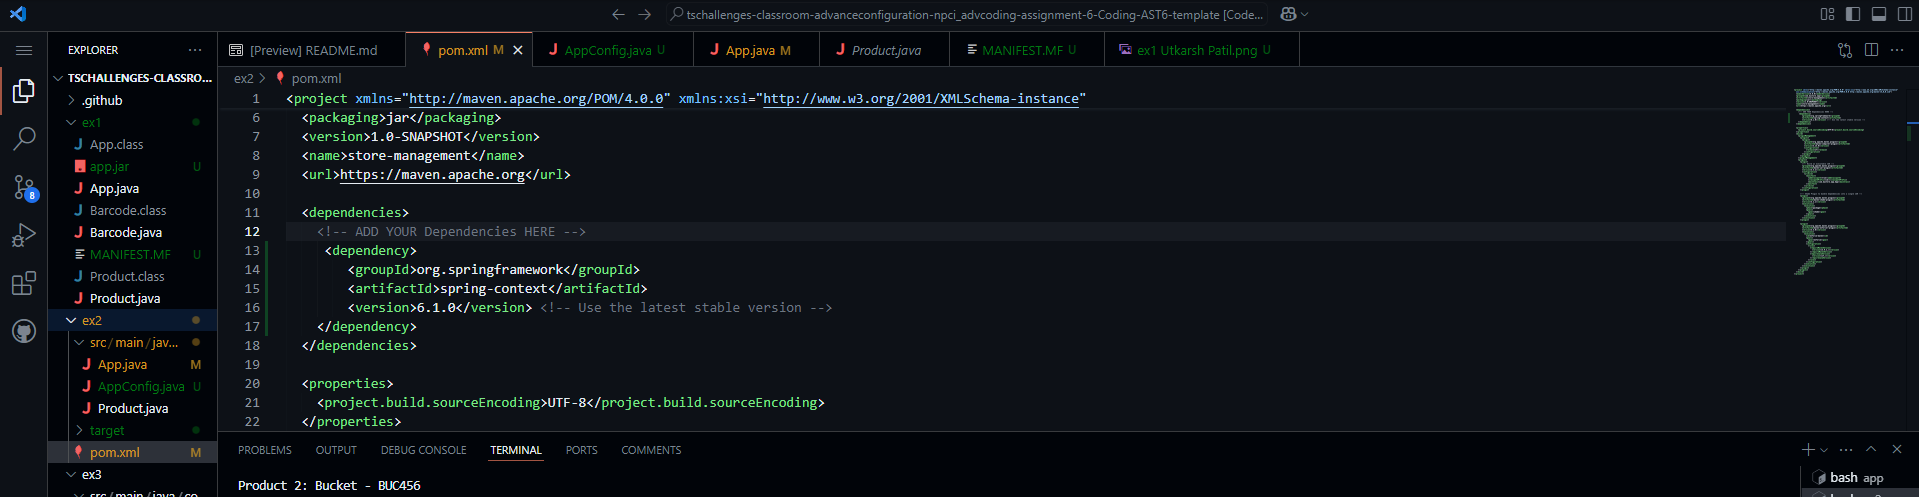 tschallenges-classroom-advanceconfiguration-npci_advcoding-assignment-6-Coding-AST6-template [Code...
EXPLORER
[Preview] README.md
pom.xml M
AppConfig.java U
App.java M
Product.java
MANIFEST.MF U
ex1 Utkarsh Patil.png U
TSCHALLENGES-CLASSRO...
.github
ex1
App.class
app.jar U
App.java
Barcode.class
Barcode.java
MANIFEST.MF U
Product.class
Product.java
ex2
src/main/jav...
App.java M
AppConfig.java U
Product.java
target
pom.xml M
ex3
src/main/java/co
8
ex2 > pom.xml
1 <project xmlns="http://maven.apache.org/POM/4.0.0" xmlns:xsi="http://www.w3.org/2001/XMLSchema-instance"
6 <packaging>jar</packaging>
7 <version>1.0-SNAPSHOT</version>
8 <name>store-management</name>
9 <url>https://maven.apache.org</url>
10
11 <dependencies>
12 <!-- ADD YOUR Dependencies HERE -->
13 <dependency>
14 <groupId>org.springframework</groupId>
15 <artifactId>spring-context</artifactId>
16 <version>6.1.0</version> <!-- Use the latest stable version -->
17 </dependency>
18 </dependencies>
19
20 <properties>
21 <project.build.sourceEncoding>UTF-8</project.build.sourceEncoding>
22 </properties>
PROBLEMS OUTPUT DEBUG CONSOLE TERMINAL PORTS COMMENTS
Product 2: Bucket - BUC456
bash app